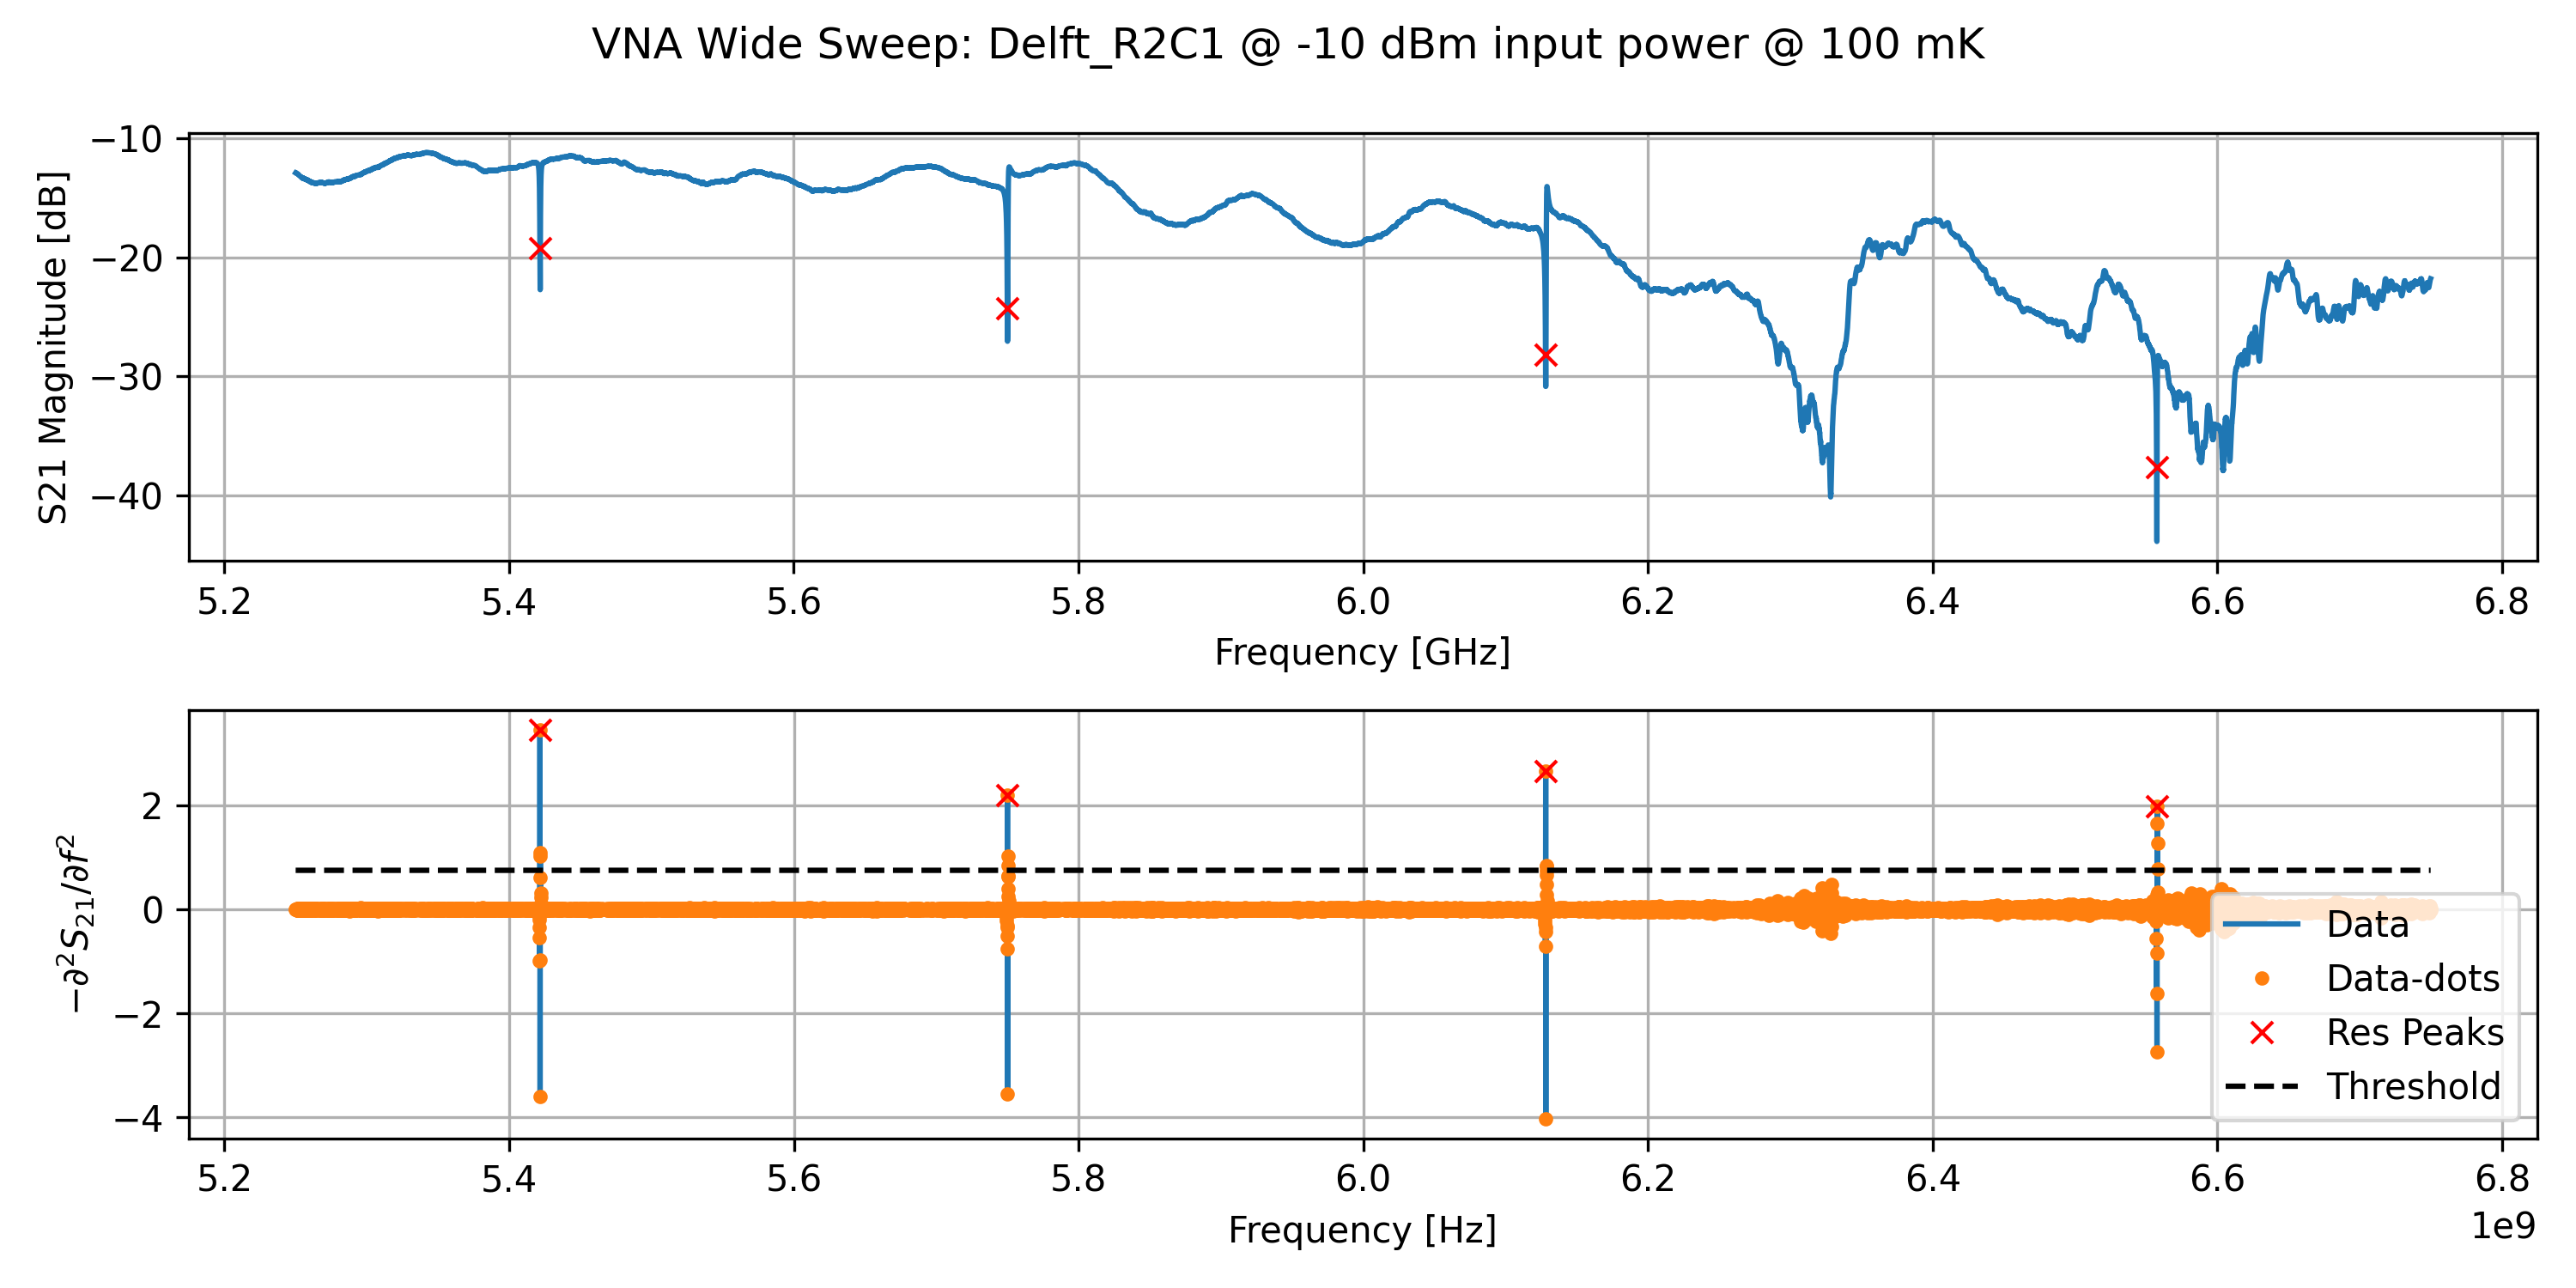 VNA Wide Sweep: Delft_R2C1 @ -10 dBm input power @ 100 mK
−10
−20
−30
−40
S21 Magnitude [dB]
5.2 5.4 5.6 5.8 6.0 6.2 6.4 6.6 6.8
Frequency [GHz]
2
0
−2
−4
−∂²S₂₁/∂f²
Data
Data-dots
Res Peaks
Threshold
5.2 5.4 5.6 5.8 6.0 6.2 6.4 6.6 6.8
Frequency [Hz]
1e9